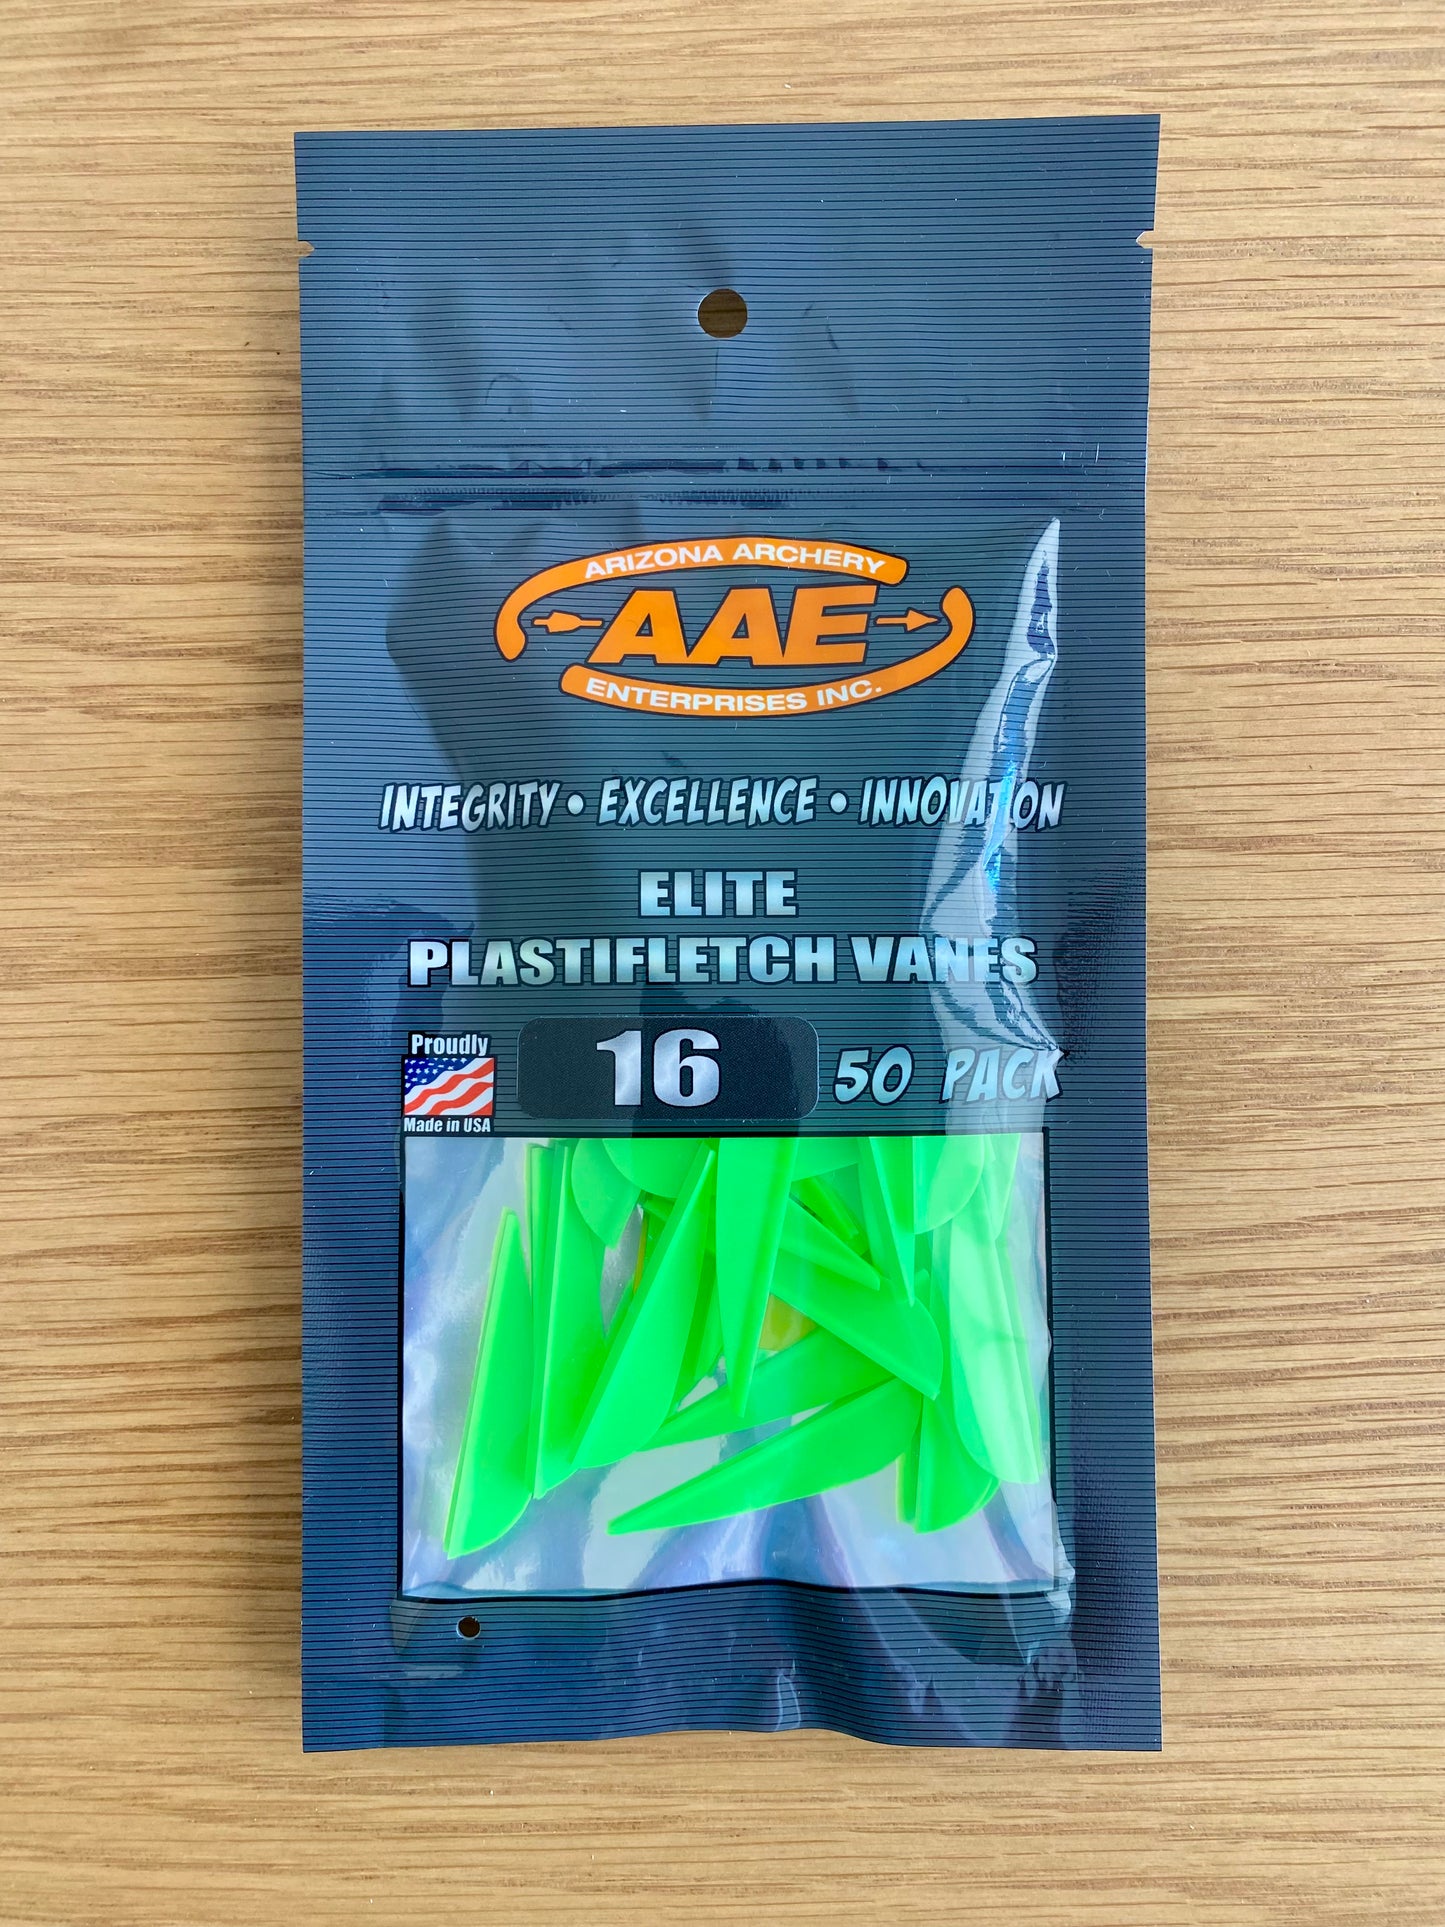 ARIZONA ARCHERY
AAE
ENTERPRISES INC.
INTEGRITY • EXCELLENCE • INNOVATION
ELITE
PLASTIFLETCH VANES
Proudly
Made in USA
16
50 PACK